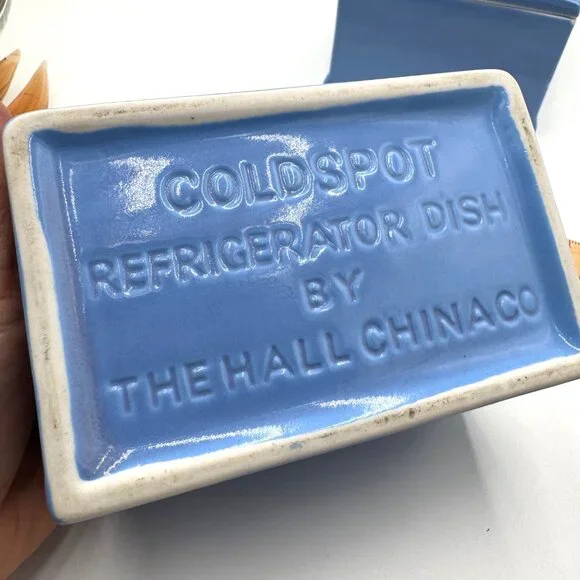 COLDSPOT
REFRIGERATOR DISH
BY
THE HALL CHINA CO